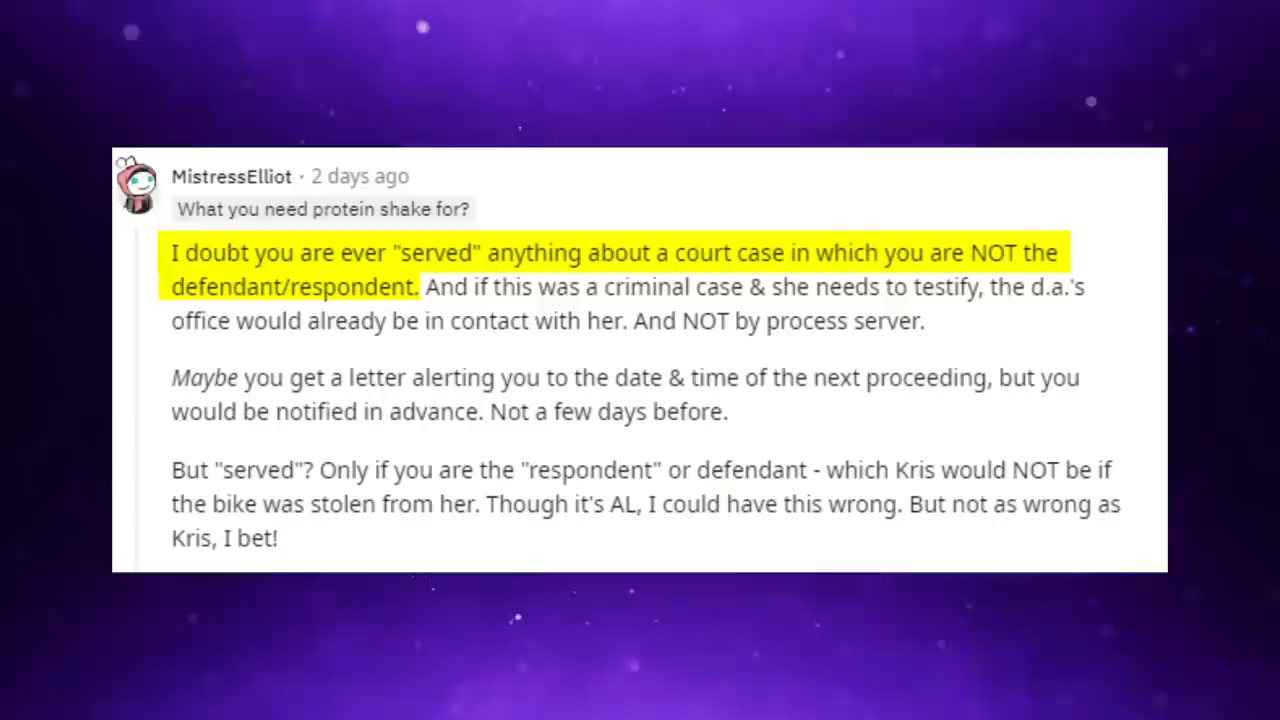 MistressElliot · 2 days ago
What you need protein shake for?
I doubt you are ever "served" anything about a court case in which you are NOT the
defendant/respondent. And if this was a criminal case & she needs to testify, the d.a.'s
office would already be in contact with her. And NOT by process server.
Maybe you get a letter alerting you to the date & time of the next proceeding, but you
would be notified in advance. Not a few days before.
But "served"? Only if you are the "respondent" or defendant - which Kris would NOT be if
the bike was stolen from her. Though it's AL, I could have this wrong. But not as wrong as
Kris, I bet!